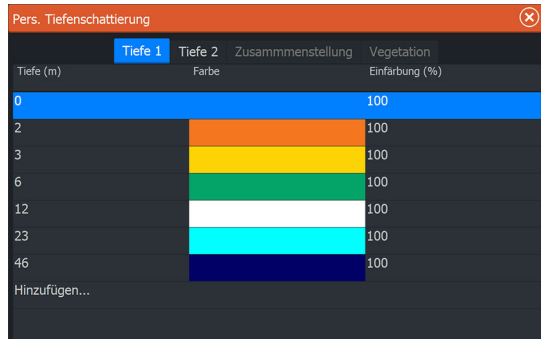 Pers. Tiefenschattierung
Tiefe 1 Tiefe 2 Zusammmenstellung Vegetation
Tiefe (m) Farbe Einfärbung (%)
0 100
2 100
3 100
6 100
12 100
23 100
46 100
Hinzufügen...